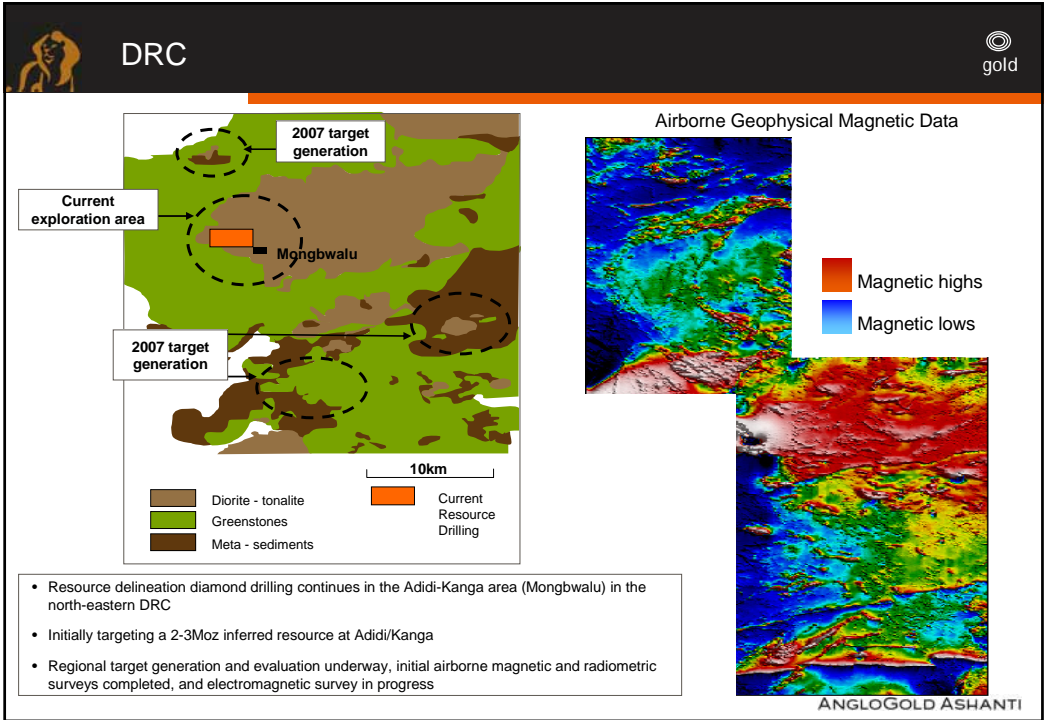 DRC
gold
2007 target
generation
Current
exploration area
Mongbwalu
2007 target
generation
10km
Diorite - tonalite
Greenstones
Meta - sediments
Current
Resource
Drilling
Airborne Geophysical Magnetic Data
Magnetic highs
Magnetic lows
• Resource delineation diamond drilling continues in the Adidi-Kanga area (Mongbwalu) in the
north-eastern DRC
• Initially targeting a 2-3Moz inferred resource at Adidi/Kanga
• Regional target generation and evaluation underway, initial airborne magnetic and radiometric
surveys completed, and electromagnetic survey in progress
ANGLOGOLD ASHANTI